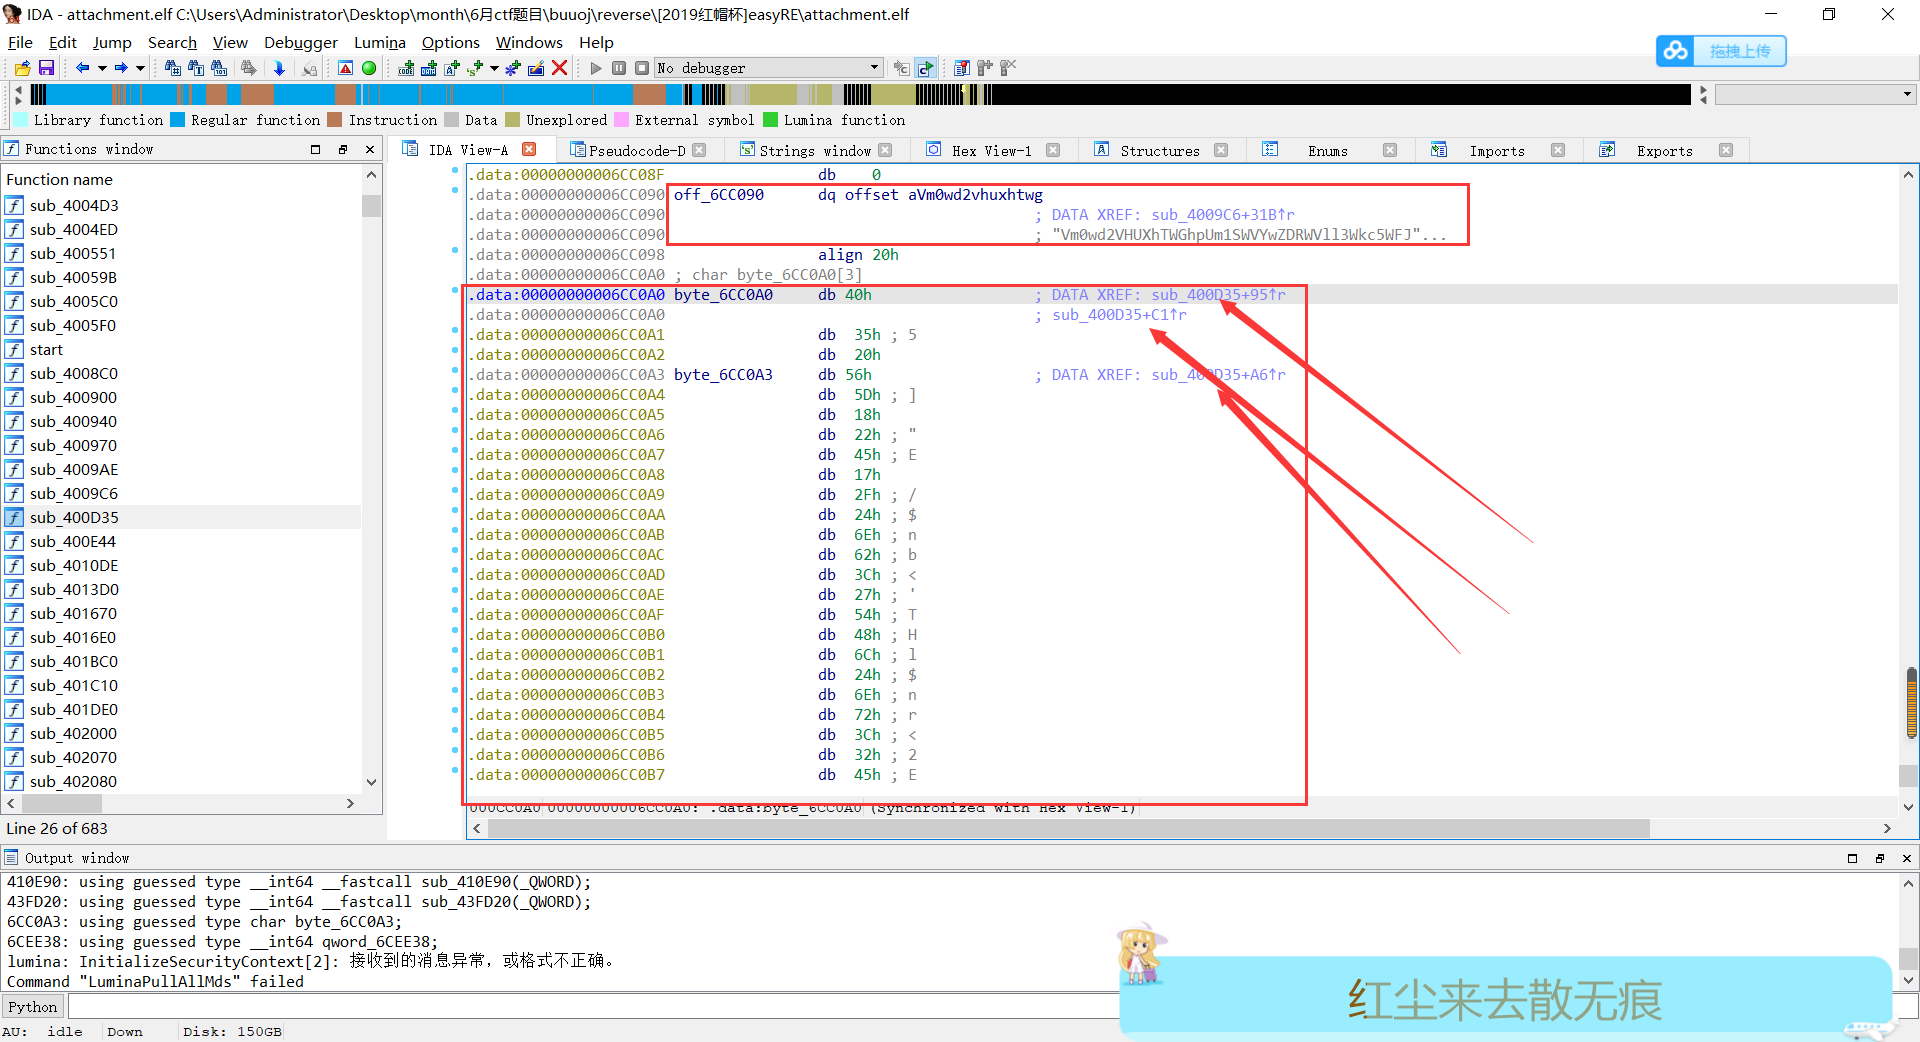 IDA - attachment.elf C:\Users\Administrator\Desktop\month\6月ctf题目\buuoj\reverse\[2019红帽杯]easyRE\attachment.elf
File Edit Jump Search View Debugger Lumina Options Windows Help
拖拽上传
No debugger
Library function Regular function Instruction Data Unexplored External symbol Lumina function
Functions window
IDA View-A Pseudocode-D Strings window Hex View-1 Structures Enums Imports Exports
Function name
sub_4004D3
sub_4004ED
sub_400551
sub_40059B
sub_4005C0
sub_4005F0
start
sub_4008C0
sub_400900
sub_400940
sub_400970
sub_4009AE
sub_4009C6
sub_400D35
sub_400E44
sub_4010DE
sub_4013D0
sub_401670
sub_4016E0
sub_401BC0
sub_401C10
sub_401DE0
sub_402000
sub_402070
sub_402080
Line 26 of 683
.data:00000000006CC08F db 0
.data:00000000006CC090 off_6CC090 dq offset aVm0wd2vhuxhtwg
.data:00000000006CC090 ; DATA XREF: sub_4009C6+31B↑r
.data:00000000006CC090 ; "Vm0wd2VHUXhTWGhpUm1SWVYwZDRWVll3Wkc5WFJ"...
.data:00000000006CC098 align 20h
.data:00000000006CC0A0 ; char byte_6CC0A0[3]
.data:00000000006CC0A0 byte_6CC0A0 db 40h ; DATA XREF: sub_400D35+95↑r
.data:00000000006CC0A0 ; sub_400D35+C1↑r
.data:00000000006CC0A1 db 35h ; 5
.data:00000000006CC0A2 db 20h
.data:00000000006CC0A3 byte_6CC0A3 db 56h ; DATA XREF: sub_400D35+A6↑r
.data:00000000006CC0A4 db 5Dh ; ]
.data:00000000006CC0A5 db 18h
.data:00000000006CC0A6 db 22h ; "
.data:00000000006CC0A7 db 45h ; E
.data:00000000006CC0A8 db 17h
.data:00000000006CC0A9 db 2Fh ; /
.data:00000000006CC0AA db 24h ; $
.data:00000000006CC0AB db 6Eh ; n
.data:00000000006CC0AC db 62h ; b
.data:00000000006CC0AD db 3Ch ; <
.data:00000000006CC0AE db 27h ; '
.data:00000000006CC0AF db 54h ; T
.data:00000000006CC0B0 db 48h ; H
.data:00000000006CC0B1 db 6Ch ; l
.data:00000000006CC0B2 db 24h ; $
.data:00000000006CC0B3 db 6Eh ; n
.data:00000000006CC0B4 db 72h ; r
.data:00000000006CC0B5 db 3Ch ; <
.data:00000000006CC0B6 db 32h ; 2
.data:00000000006CC0B7 db 45h ; E
000CC0A0 00000000006CC0A0: .data:byte_6CC0A0 (Synchronized with Hex View-1)
Output window
410E90: using guessed type __int64 __fastcall sub_410E90(_QWORD);
43FD20: using guessed type __int64 __fastcall sub_43FD20(_QWORD);
6CC0A3: using guessed type char byte_6CC0A3;
6CEE38: using guessed type __int64 qword_6CEE38;
lumina: InitializeSecurityContext[2]: 接收到的消息异常，或格式不正确。
Command "LuminaPullAllMds" failed
Python
AU: idle Down Disk: 150GB
红尘来去散无痕